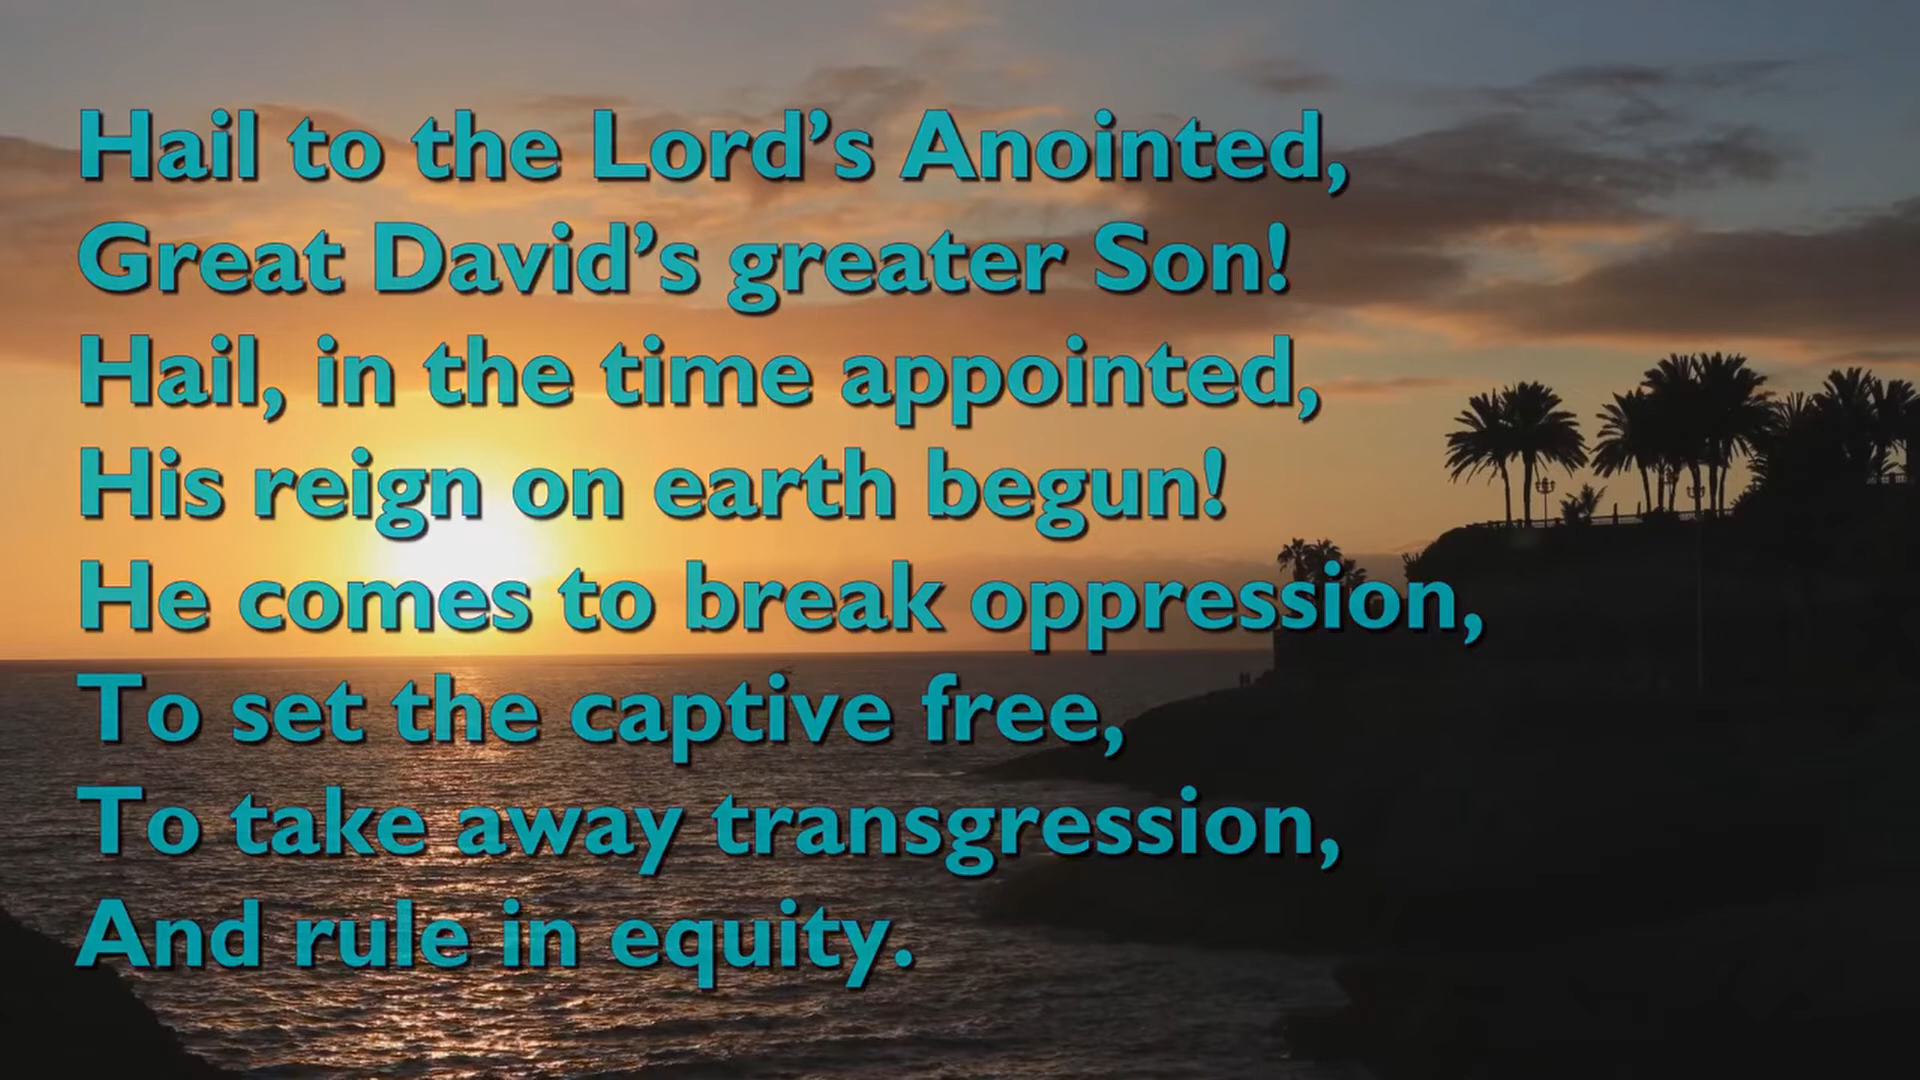 Hail to the Lord’s Anointed,
Great David’s greater Son!
Hail, in the time appointed,
His reign on earth begun!
He comes to break oppression,
To set the captive free,
To take away transgression,
And rule in equity.